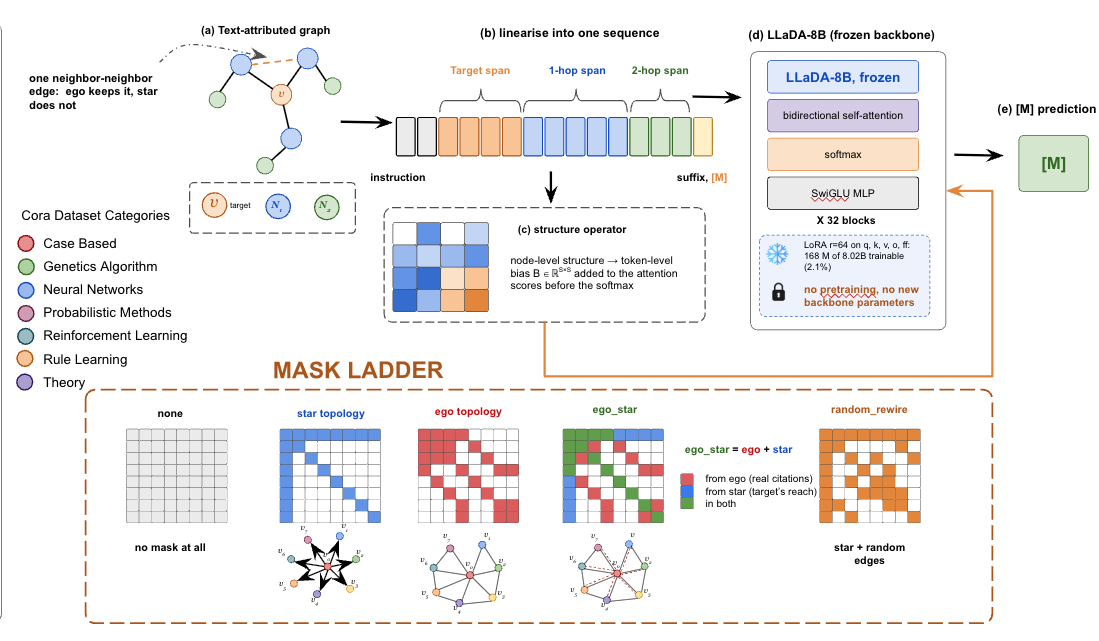 (a) Text-attributed graph
one neighbor-neighbor
edge: ego keeps it, star
does not
υ
υ
target
N₁
N₂
Cora Dataset Categories
Case Based
Genetics Algorithm
Neural Networks
Probabilistic Methods
Reinforcement Learning
Rule Learning
Theory
(b) linearise into one sequence
Target span
1-hop span
2-hop span
instruction
suffix, [M]
(c) structure operator
node-level structure → token-level
bias B ∈ ℝˢˣˢ added to the attention
scores before the softmax
(d) LLaDA-8B (frozen backbone)
LLaDA-8B, frozen
bidirectional self-attention
softmax
SwiGLU MLP
X 32 blocks
LoRA r=64 on q, k, v, o, ff:
168 M of 8.02B trainable
(2.1%)
no pretraining, no new
backbone parameters
(e) [M] prediction
[M]
MASK LADDER
none
no mask at all
star topology
ego topology
ego_star
ego_star = ego + star
from ego (real citations)
from star (target's reach)
in both
random_rewire
star + random
edges